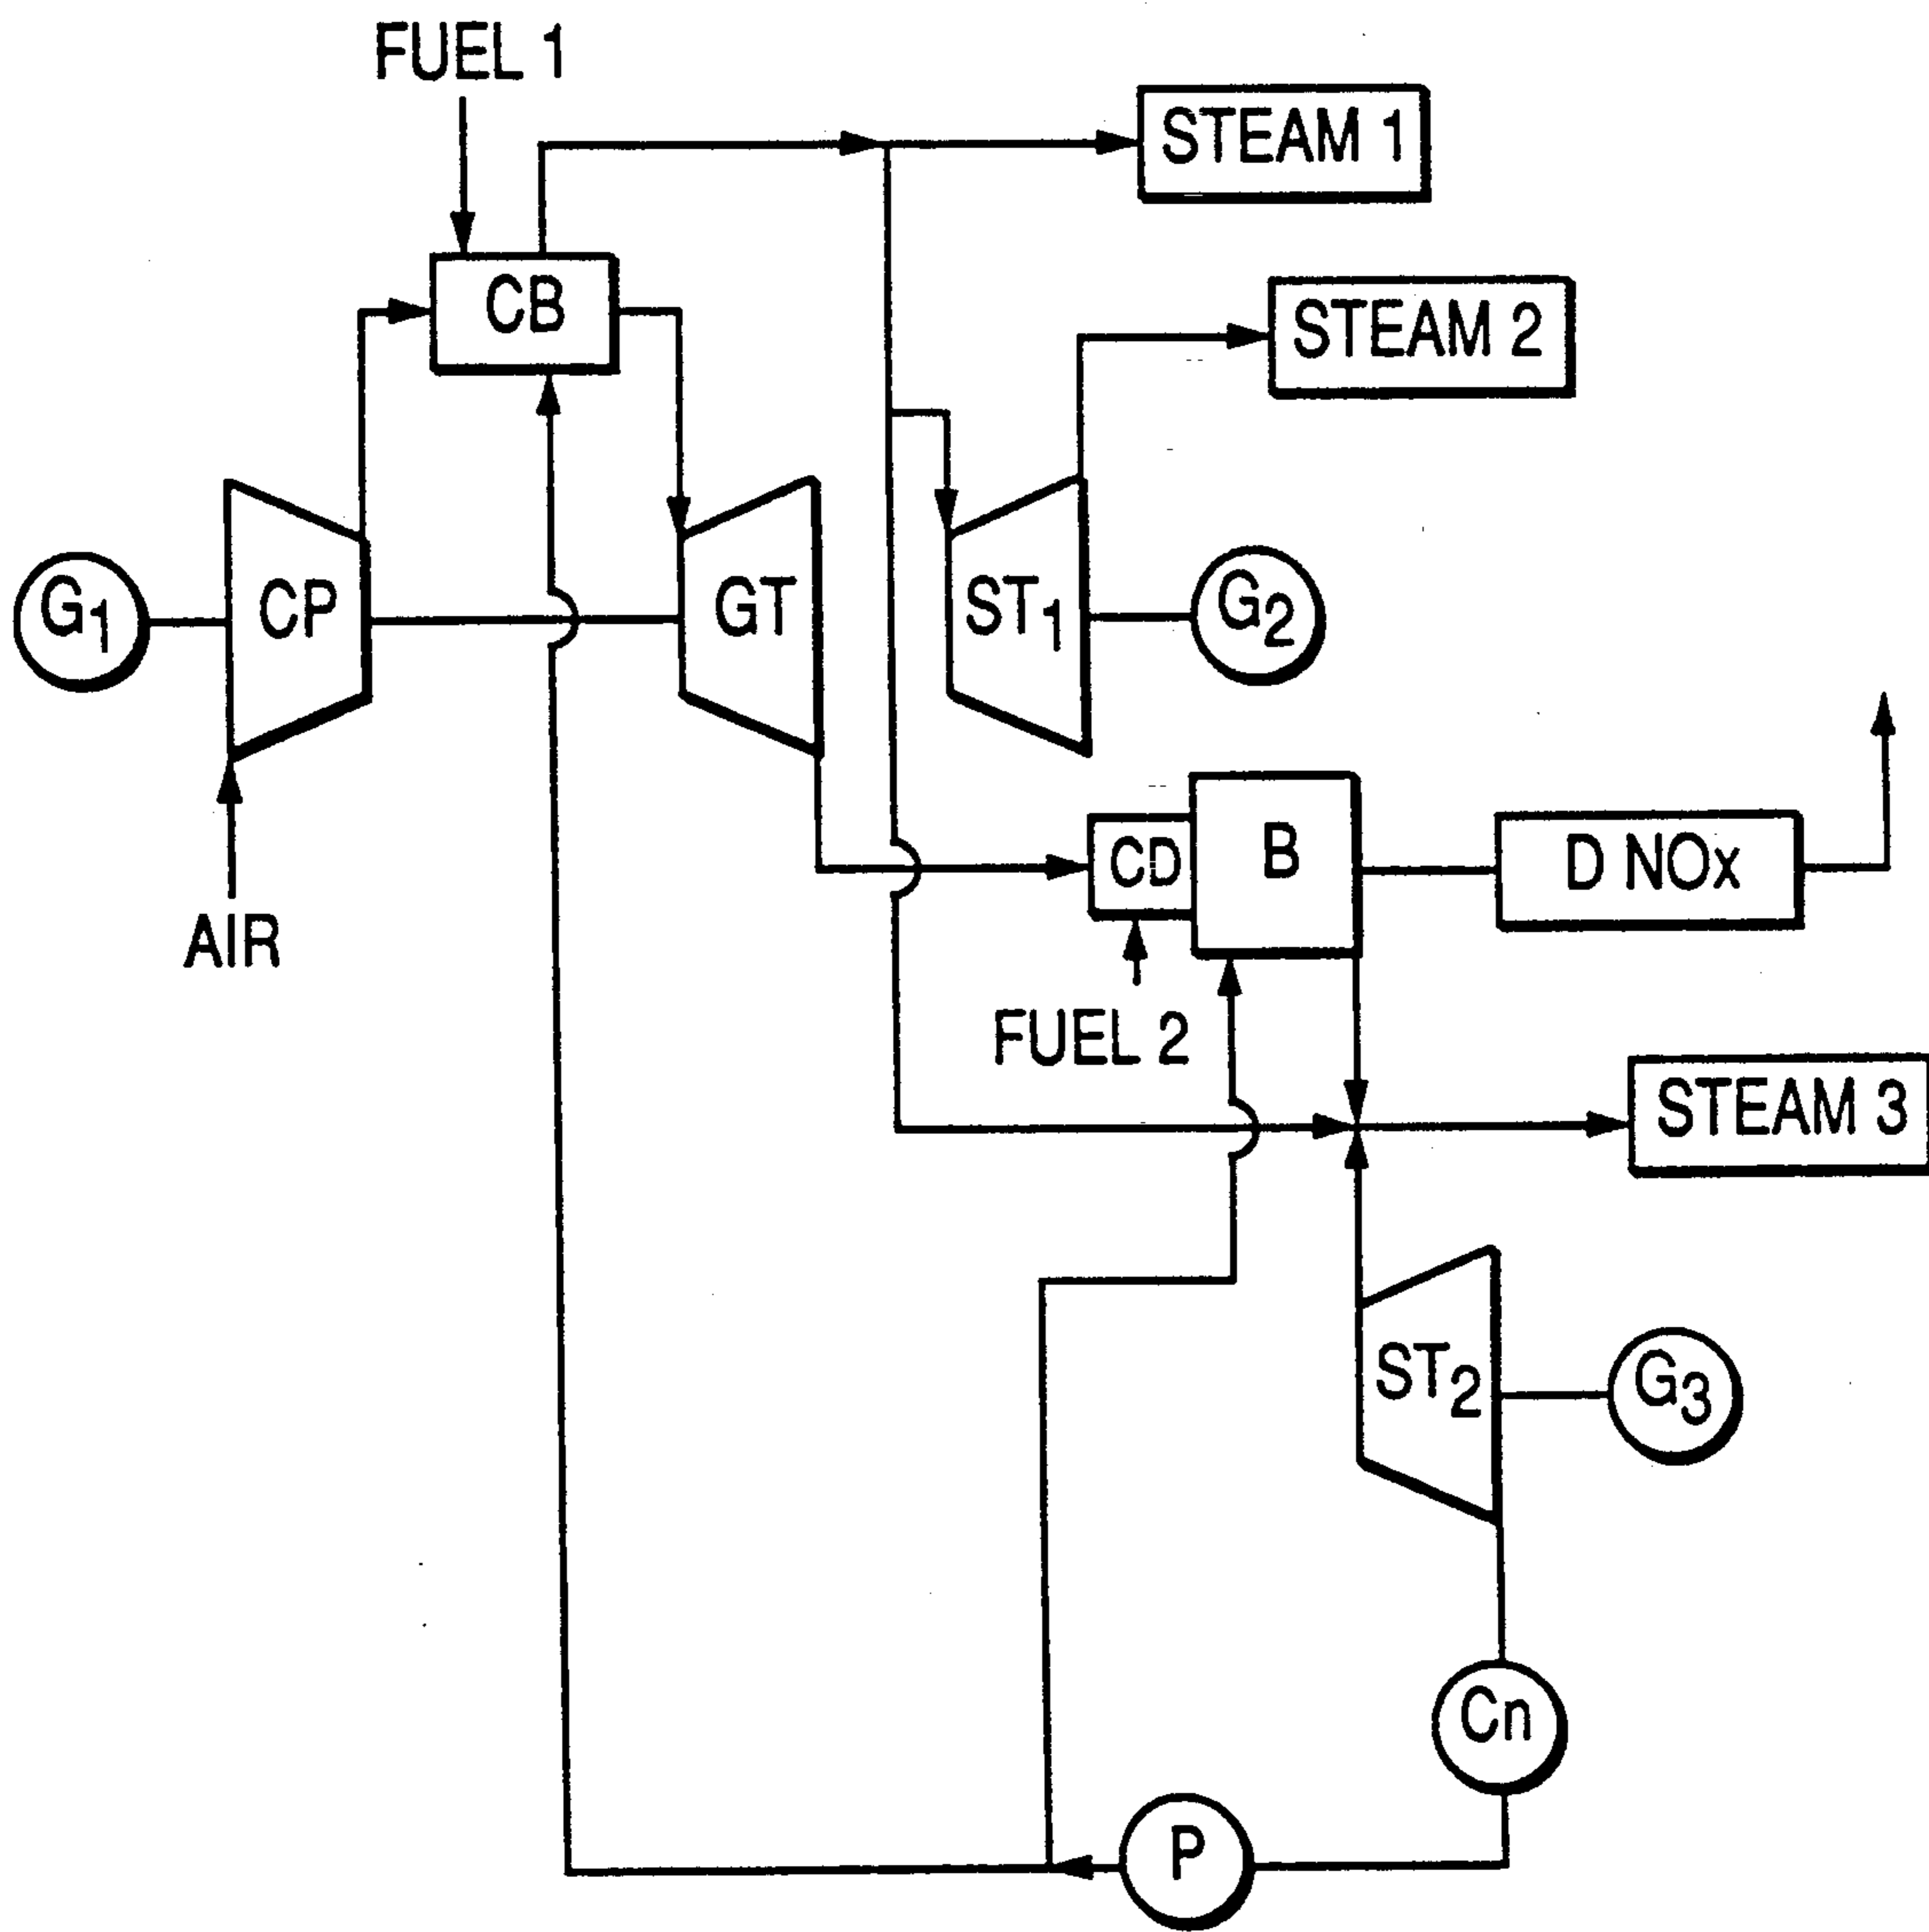 FUEL 1
STEAM 1
CB
STEAM 2
G1
CP
GT
ST1
G2
CD
B
D NOx
AIR
FUEL 2
STEAM 3
ST2
G3
Cn
P